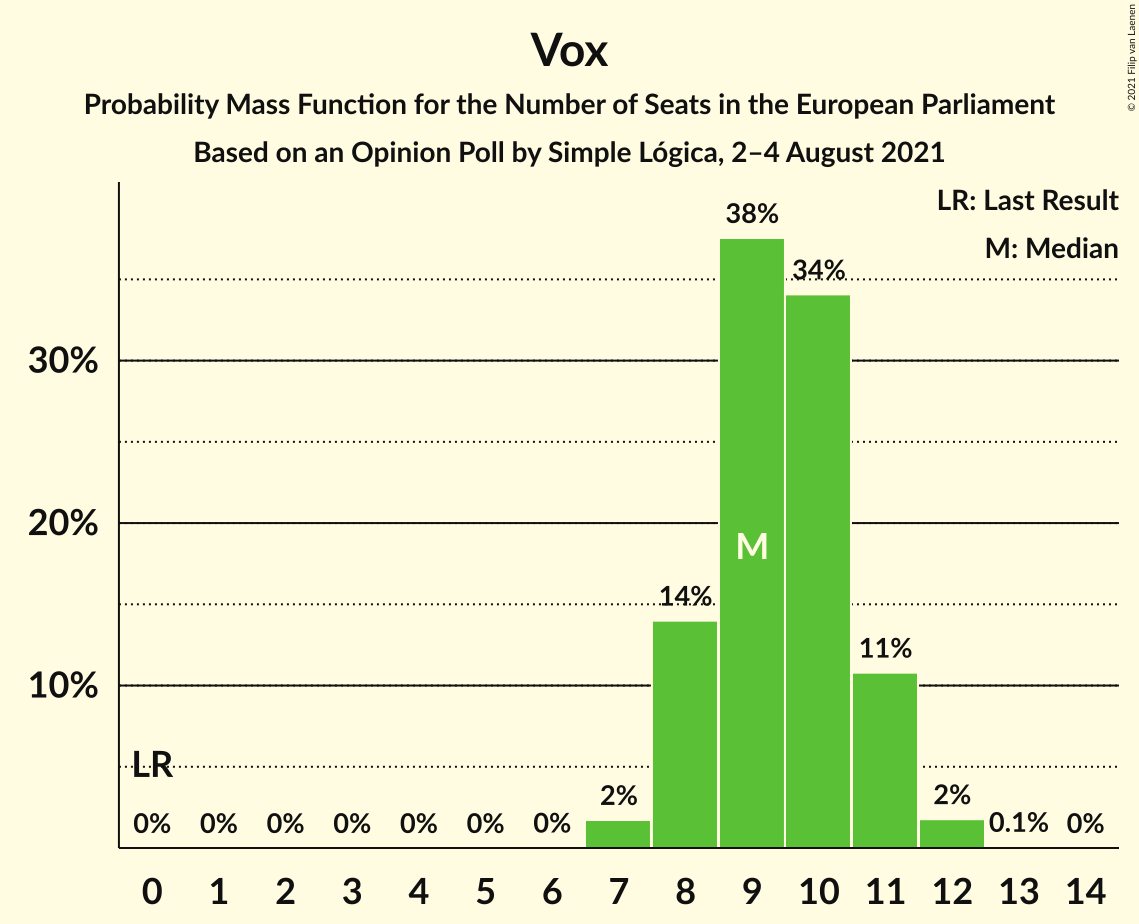 Vox
Probability Mass Function for the Number of Seats in the European Parliament
Based on an Opinion Poll by Simple Lógica, 2–4 August 2021
© 2021 Filip van Laenen
LR: Last Result
M: Median
38%
34%
30%
20%
M
14%
11%
10%
LR
2%
2%
0% 0% 0% 0% 0% 0% 0% 0.1% 0%
0 1 2 3 4 5 6 7 8 9 10 11 12 13 14